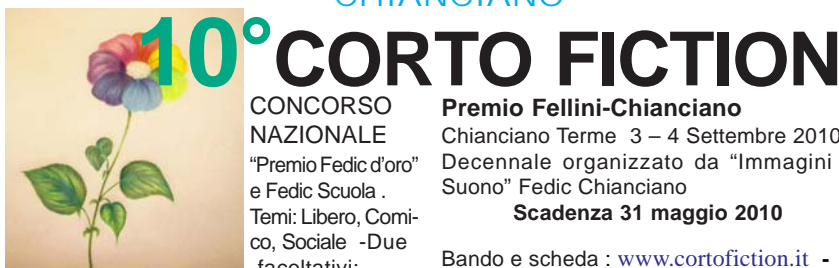 CHIANCIANO
10° CORTO FICTION
CONCORSO
NAZIONALE
“Premio Fedic d’oro”
e Fedic Scuola .
Temi: Libero, Comi-
co, Sociale -Due
facoltativi:
Premio Fellini-Chianciano
Chianciano Terme 3 – 4 Settembre 2010
Decennale organizzato da “Immagini
Suono” Fedic Chianciano
Scadenza 31 maggio 2010
Bando e scheda : www.cortofiction.it -